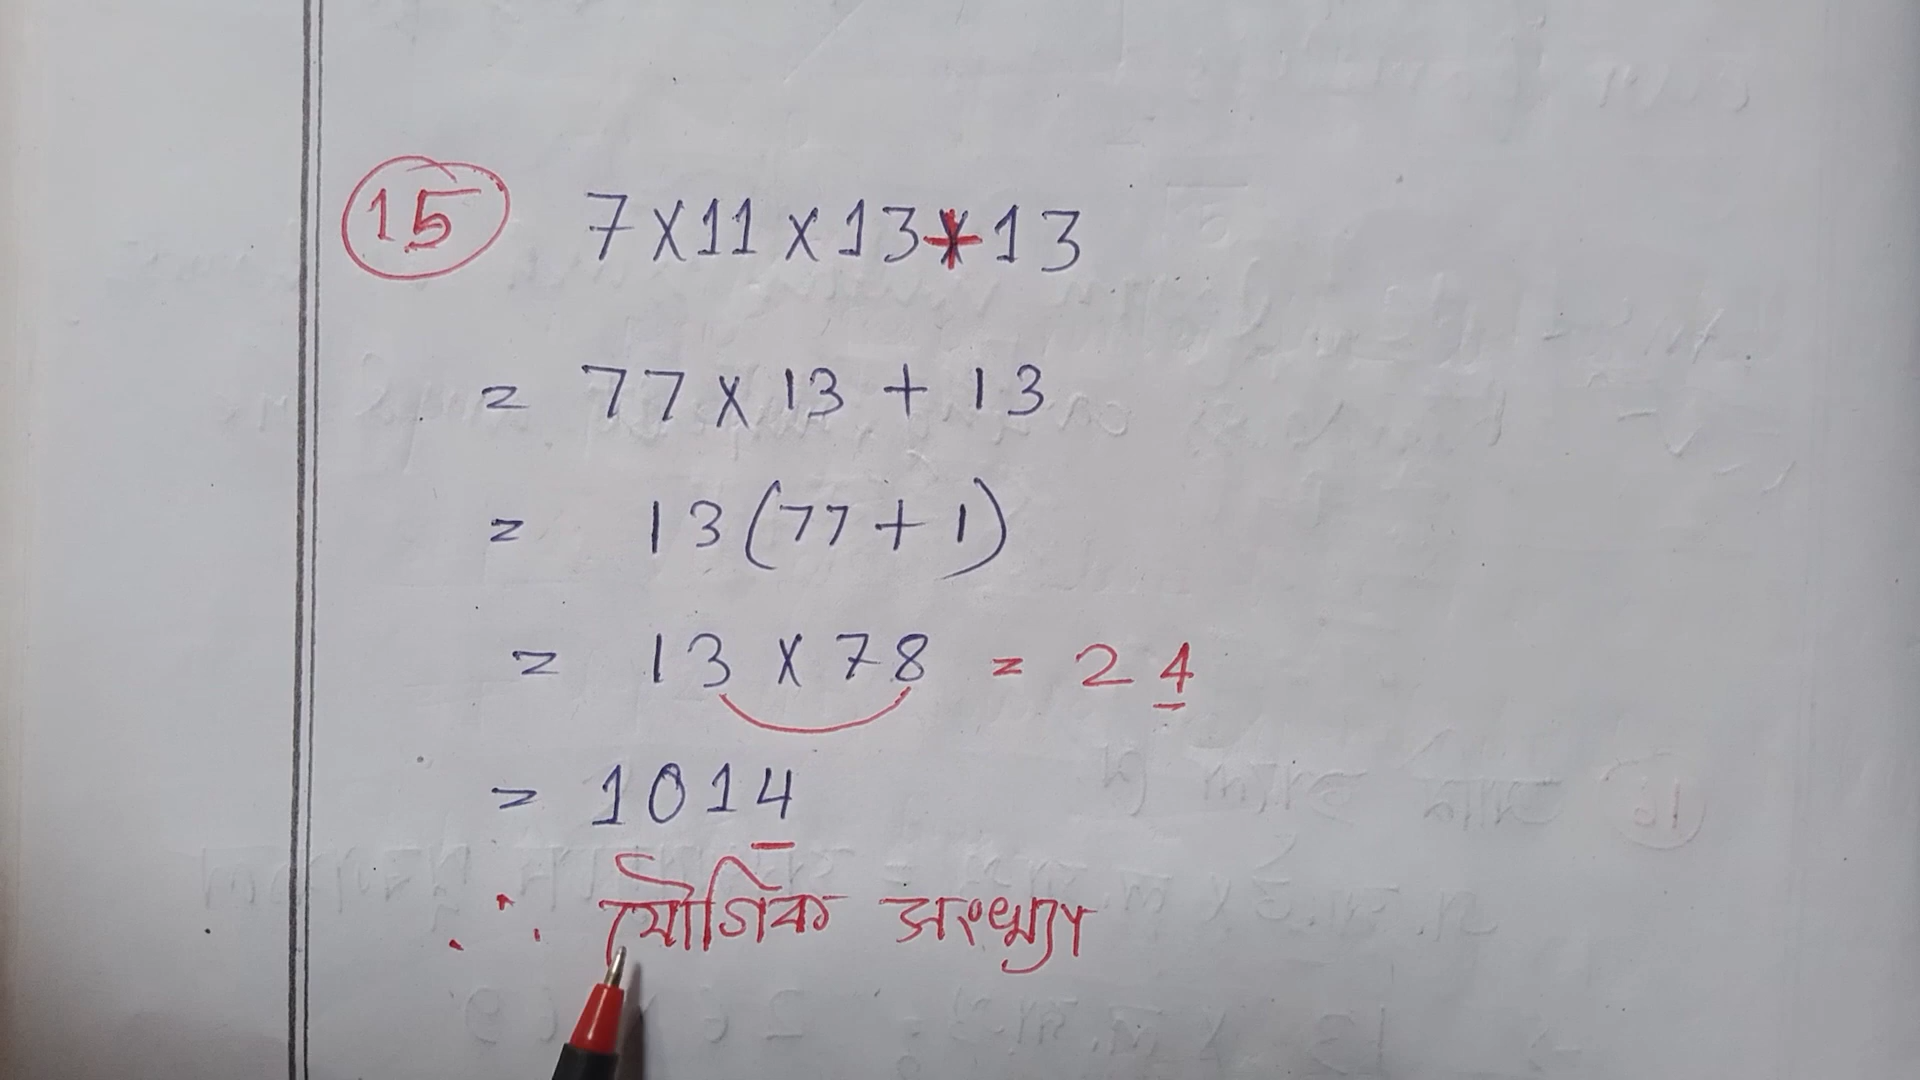 15 7 x 11 x 13 + 13
= 77 x 13 + 13
= 13 (77 + 1)
= 13 x 78 = 24
= 1014
∴ যৌগিক সংখ্যা